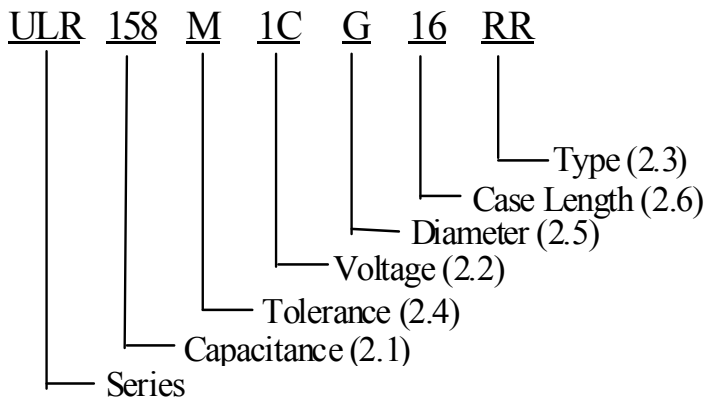 ULR 158 M 1C G 16 RR
Type (2.3)
Case Length (2.6)
Diameter (2.5)
Voltage (2.2)
Tolerance (2.4)
Capacitance (2.1)
Series